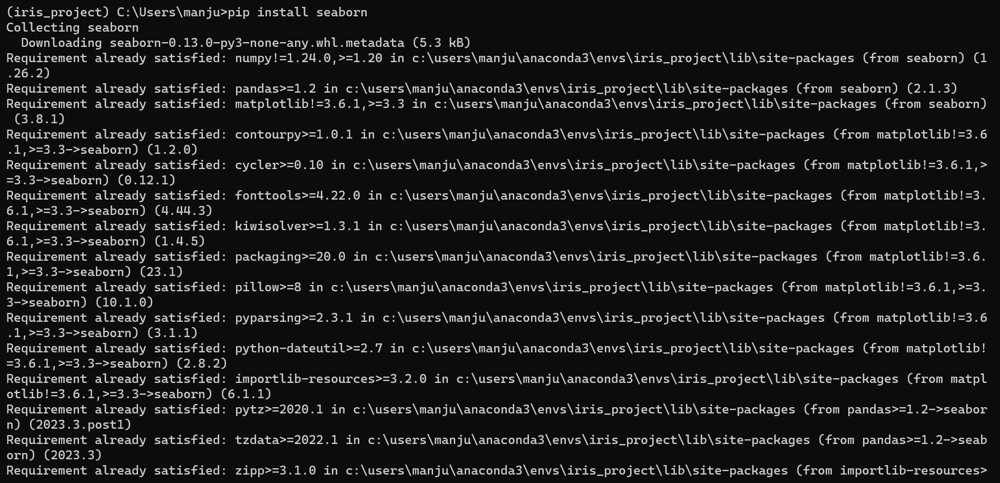 (iris_project) C:\Users\manju>pip install seaborn
Collecting seaborn
  Downloading seaborn-0.13.0-py3-none-any.whl.metadata (5.3 kB)
Requirement already satisfied: numpy!=1.24.0,>=1.20 in c:\users\manju\anaconda3\envs\iris_project\lib\site-packages (from seaborn) (1
.26.2)
Requirement already satisfied: pandas>=1.2 in c:\users\manju\anaconda3\envs\iris_project\lib\site-packages (from seaborn) (2.1.3)
Requirement already satisfied: matplotlib!=3.6.1,>=3.3 in c:\users\manju\anaconda3\envs\iris_project\lib\site-packages (from seaborn)
 (3.8.1)
Requirement already satisfied: contourpy>=1.0.1 in c:\users\manju\anaconda3\envs\iris_project\lib\site-packages (from matplotlib!=3.6
.1,>=3.3->seaborn) (1.2.0)
Requirement already satisfied: cycler>=0.10 in c:\users\manju\anaconda3\envs\iris_project\lib\site-packages (from matplotlib!=3.6.1,>
=3.3->seaborn) (0.12.1)
Requirement already satisfied: fonttools>=4.22.0 in c:\users\manju\anaconda3\envs\iris_project\lib\site-packages (from matplotlib!=3.
6.1,>=3.3->seaborn) (4.44.3)
Requirement already satisfied: kiwisolver>=1.3.1 in c:\users\manju\anaconda3\envs\iris_project\lib\site-packages (from matplotlib!=3.
6.1,>=3.3->seaborn) (1.4.5)
Requirement already satisfied: packaging>=20.0 in c:\users\manju\anaconda3\envs\iris_project\lib\site-packages (from matplotlib!=3.6.
1,>=3.3->seaborn) (23.1)
Requirement already satisfied: pillow>=8 in c:\users\manju\anaconda3\envs\iris_project\lib\site-packages (from matplotlib!=3.6.1,>=3.
3->seaborn) (10.1.0)
Requirement already satisfied: pyparsing>=2.3.1 in c:\users\manju\anaconda3\envs\iris_project\lib\site-packages (from matplotlib!=3.6
.1,>=3.3->seaborn) (3.1.1)
Requirement already satisfied: python-dateutil>=2.7 in c:\users\manju\anaconda3\envs\iris_project\lib\site-packages (from matplotlib!
=3.6.1,>=3.3->seaborn) (2.8.2)
Requirement already satisfied: importlib-resources>=3.2.0 in c:\users\manju\anaconda3\envs\iris_project\lib\site-packages (from matpl
otlib!=3.6.1,>=3.3->seaborn) (6.1.1)
Requirement already satisfied: pytz>=2020.1 in c:\users\manju\anaconda3\envs\iris_project\lib\site-packages (from pandas>=1.2->seabor
n) (2023.3.post1)
Requirement already satisfied: tzdata>=2022.1 in c:\users\manju\anaconda3\envs\iris_project\lib\site-packages (from pandas>=1.2->seab
orn) (2023.3)
Requirement already satisfied: zipp>=3.1.0 in c:\users\manju\anaconda3\envs\iris_project\lib\site-packages (from importlib-resources>